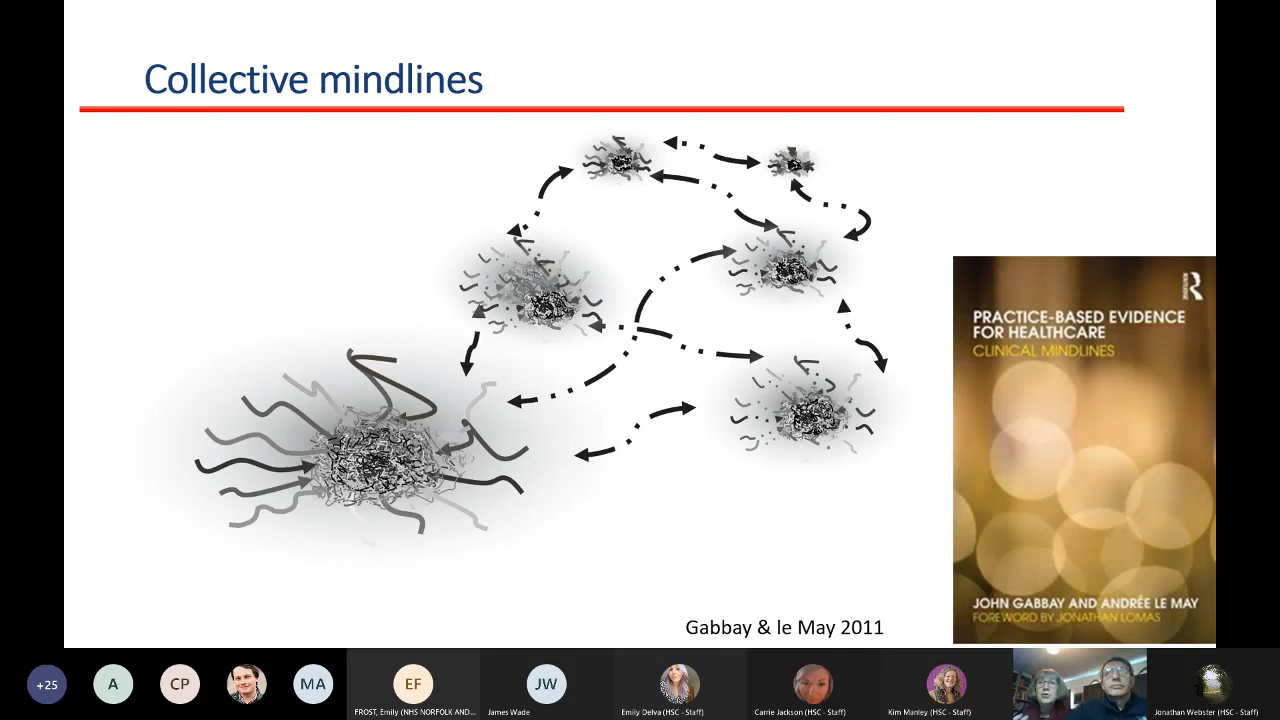 Collective mindlines
PRACTICE-BASED EVIDENCE
FOR HEALTHCARE
CLINICAL MINDLINES
JOHN GABBAY AND ANDRÉE LE MAY
FOREWORD BY JONATHAN LOMAS
Gabbay & le May 2011
+25
A
CP
MA
EF
FROST, Emily (NHS NORFOLK AND...
JW
James Wade
Emily Delva (HSC - Staff)
Carrie Jackson (HSC - Staff)
Kim Manley (HSC - Staff)
Jonathan Webster (HSC - Staff)